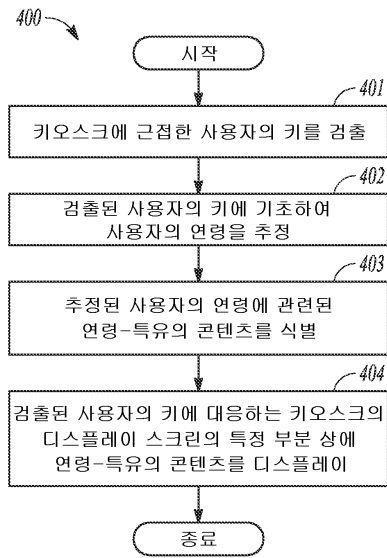 400
시작
401
키오스크에 근접한 사용자의 키를 검출
402
검출된 사용자의 키에 기초하여
사용자의 연령을 추정
403
추정된 사용자의 연령에 관련된
연령-특유의 콘텐츠를 식별
404
검출된 사용자의 키에 대응하는 키오스크의
디스플레이 스크린의 특정 부분 상에
연령-특유의 콘텐츠를 디스플레이
종료